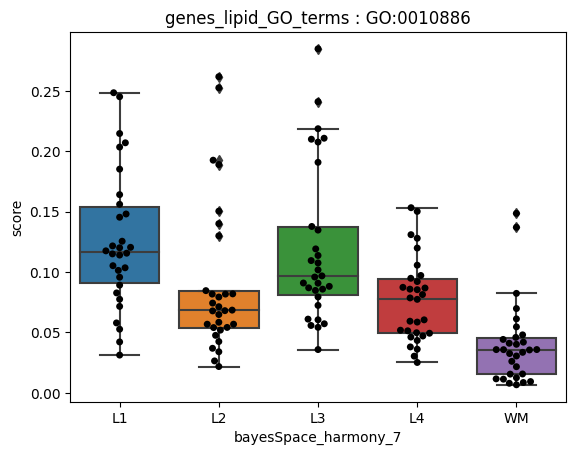 genes_lipid_GO_terms : GO:0010886
0.25
0.20
0.15
0.10
0.05
0.00
score
L1 L2 L3 L4 WM
bayesSpace_harmony_7